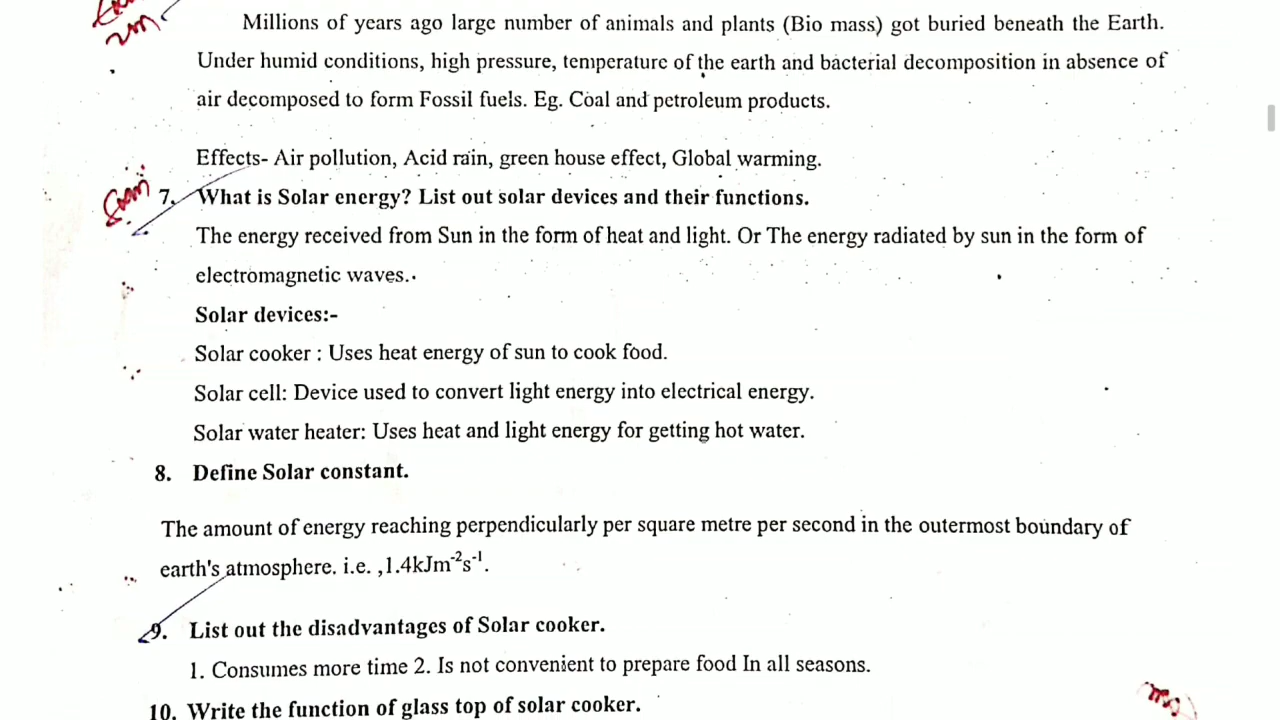 2m
Millions of years ago large number of animals and plants (Bio mass) got buried beneath the Earth.
Under humid conditions, high pressure, temperature of the earth and bacterial decomposition in absence of
air decomposed to form Fossil fuels. Eg. Coal and petroleum products.
Effects- Air pollution, Acid rain, green house effect, Global warming.
Exam 7. What is Solar energy? List out solar devices and their functions.
The energy received from Sun in the form of heat and light. Or The energy radiated by sun in the form of
electromagnetic waves..
Solar devices:-
Solar cooker : Uses heat energy of sun to cook food.
Solar cell: Device used to convert light energy into electrical energy.
Solar water heater: Uses heat and light energy for getting hot water.
8. Define Solar constant.
The amount of energy reaching perpendicularly per square metre per second in the outermost boundary of
earth's atmosphere. i.e. ,1.4kJm⁻²s⁻¹.
9. List out the disadvantages of Solar cooker.
1. Consumes more time 2. Is not convenient to prepare food In all seasons.
10. Write the function of glass top of solar cooker.